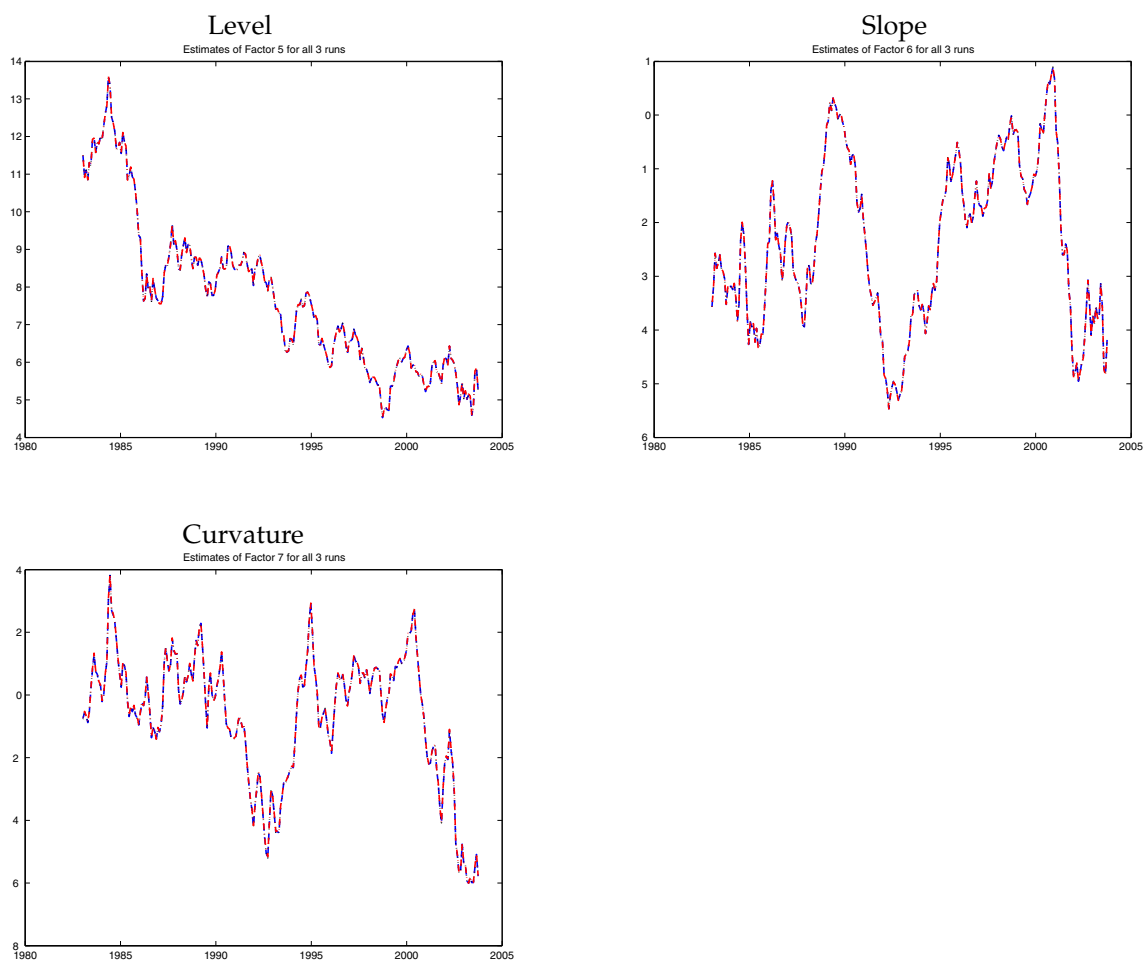 Level
Estimates of Factor 5 for all 3 runs
14
13
12
11
10
9
8
7
6
5
4
1980 1985 1990 1995 2000 2005
Slope
Estimates of Factor 6 for all 3 runs
1
0
1
2
3
4
5
6
1980 1985 1990 1995 2000 2005
Curvature
Estimates of Factor 7 for all 3 runs
4
2
0
2
4
6
8
1980 1985 1990 1995 2000 2005